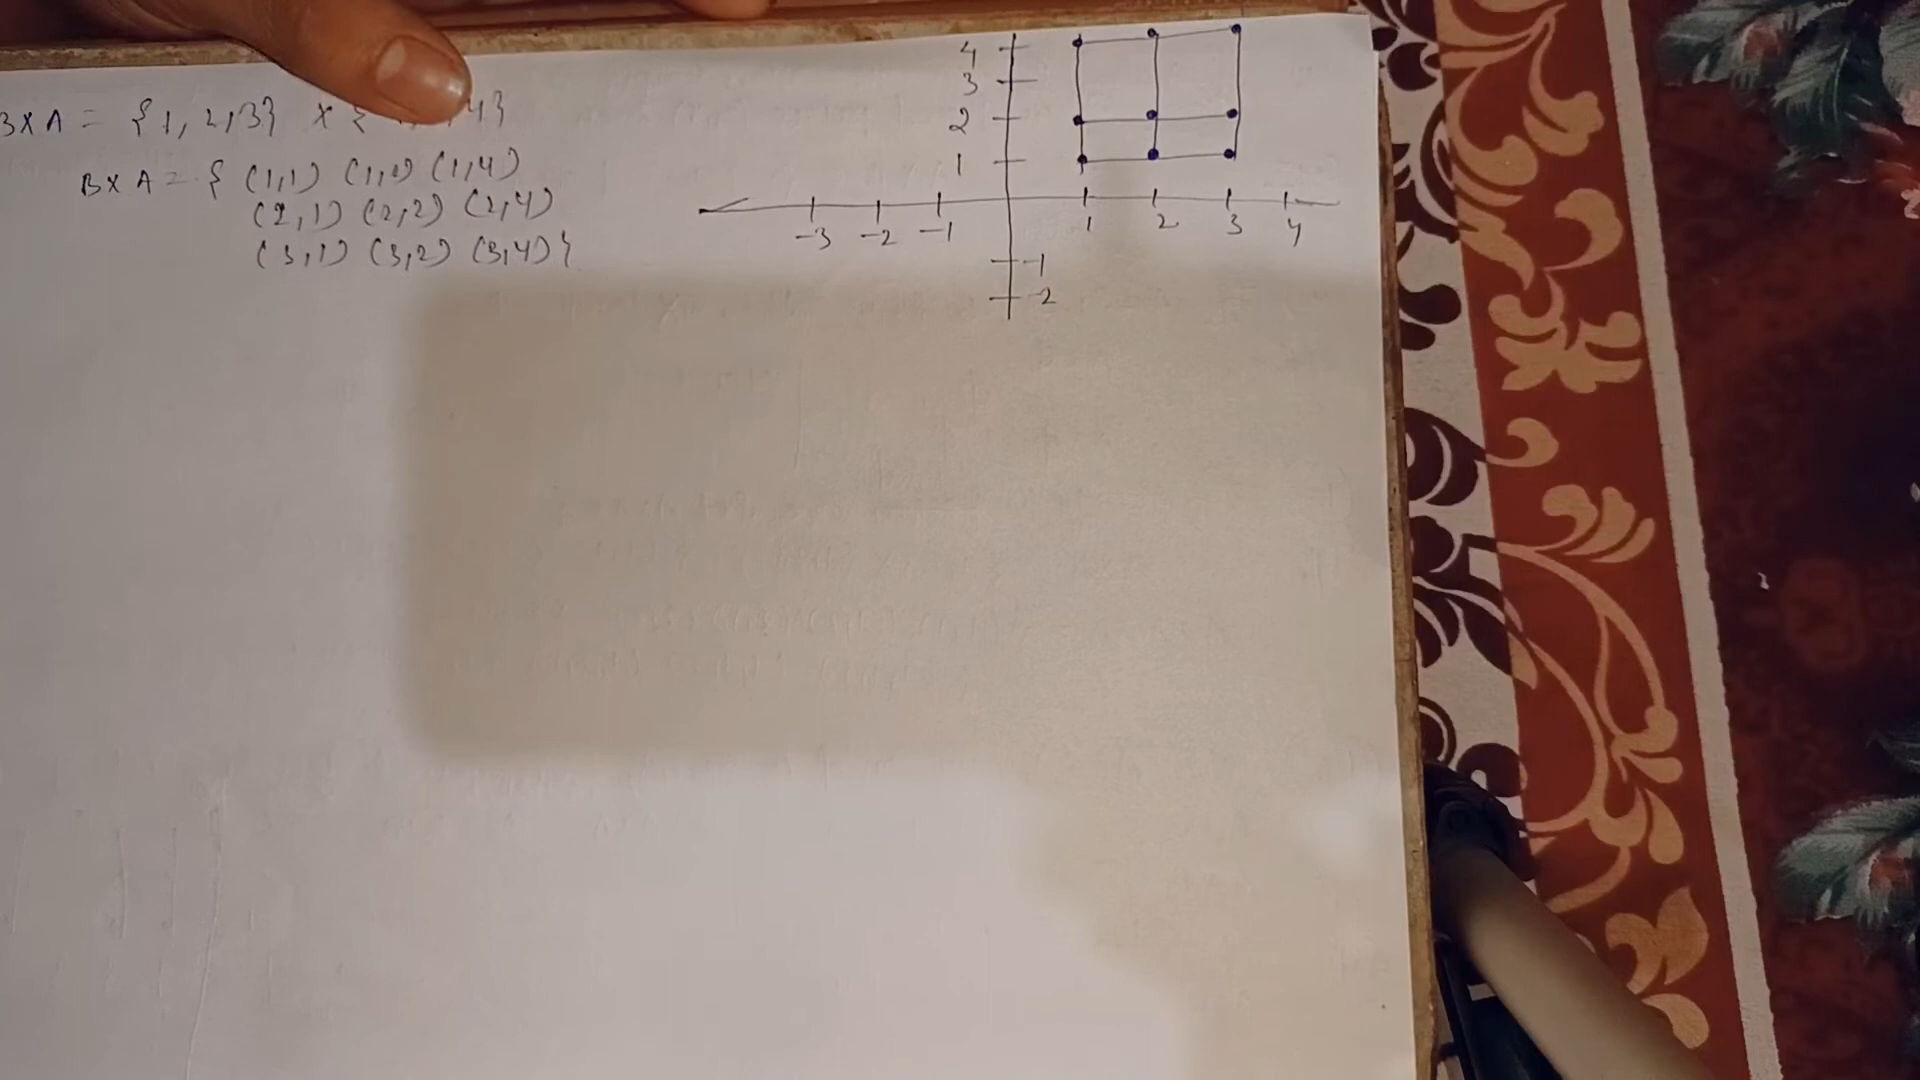 B X A = {1, 2, 3} X { 4}
B X A = { (1,1) (1,2) (1,4)
(2,1) (2,2) (2,4)
(3,1) (3,2) (3,4) }
4
3
2
1
-3 -2 -1 1 2 3 4
-1
-2